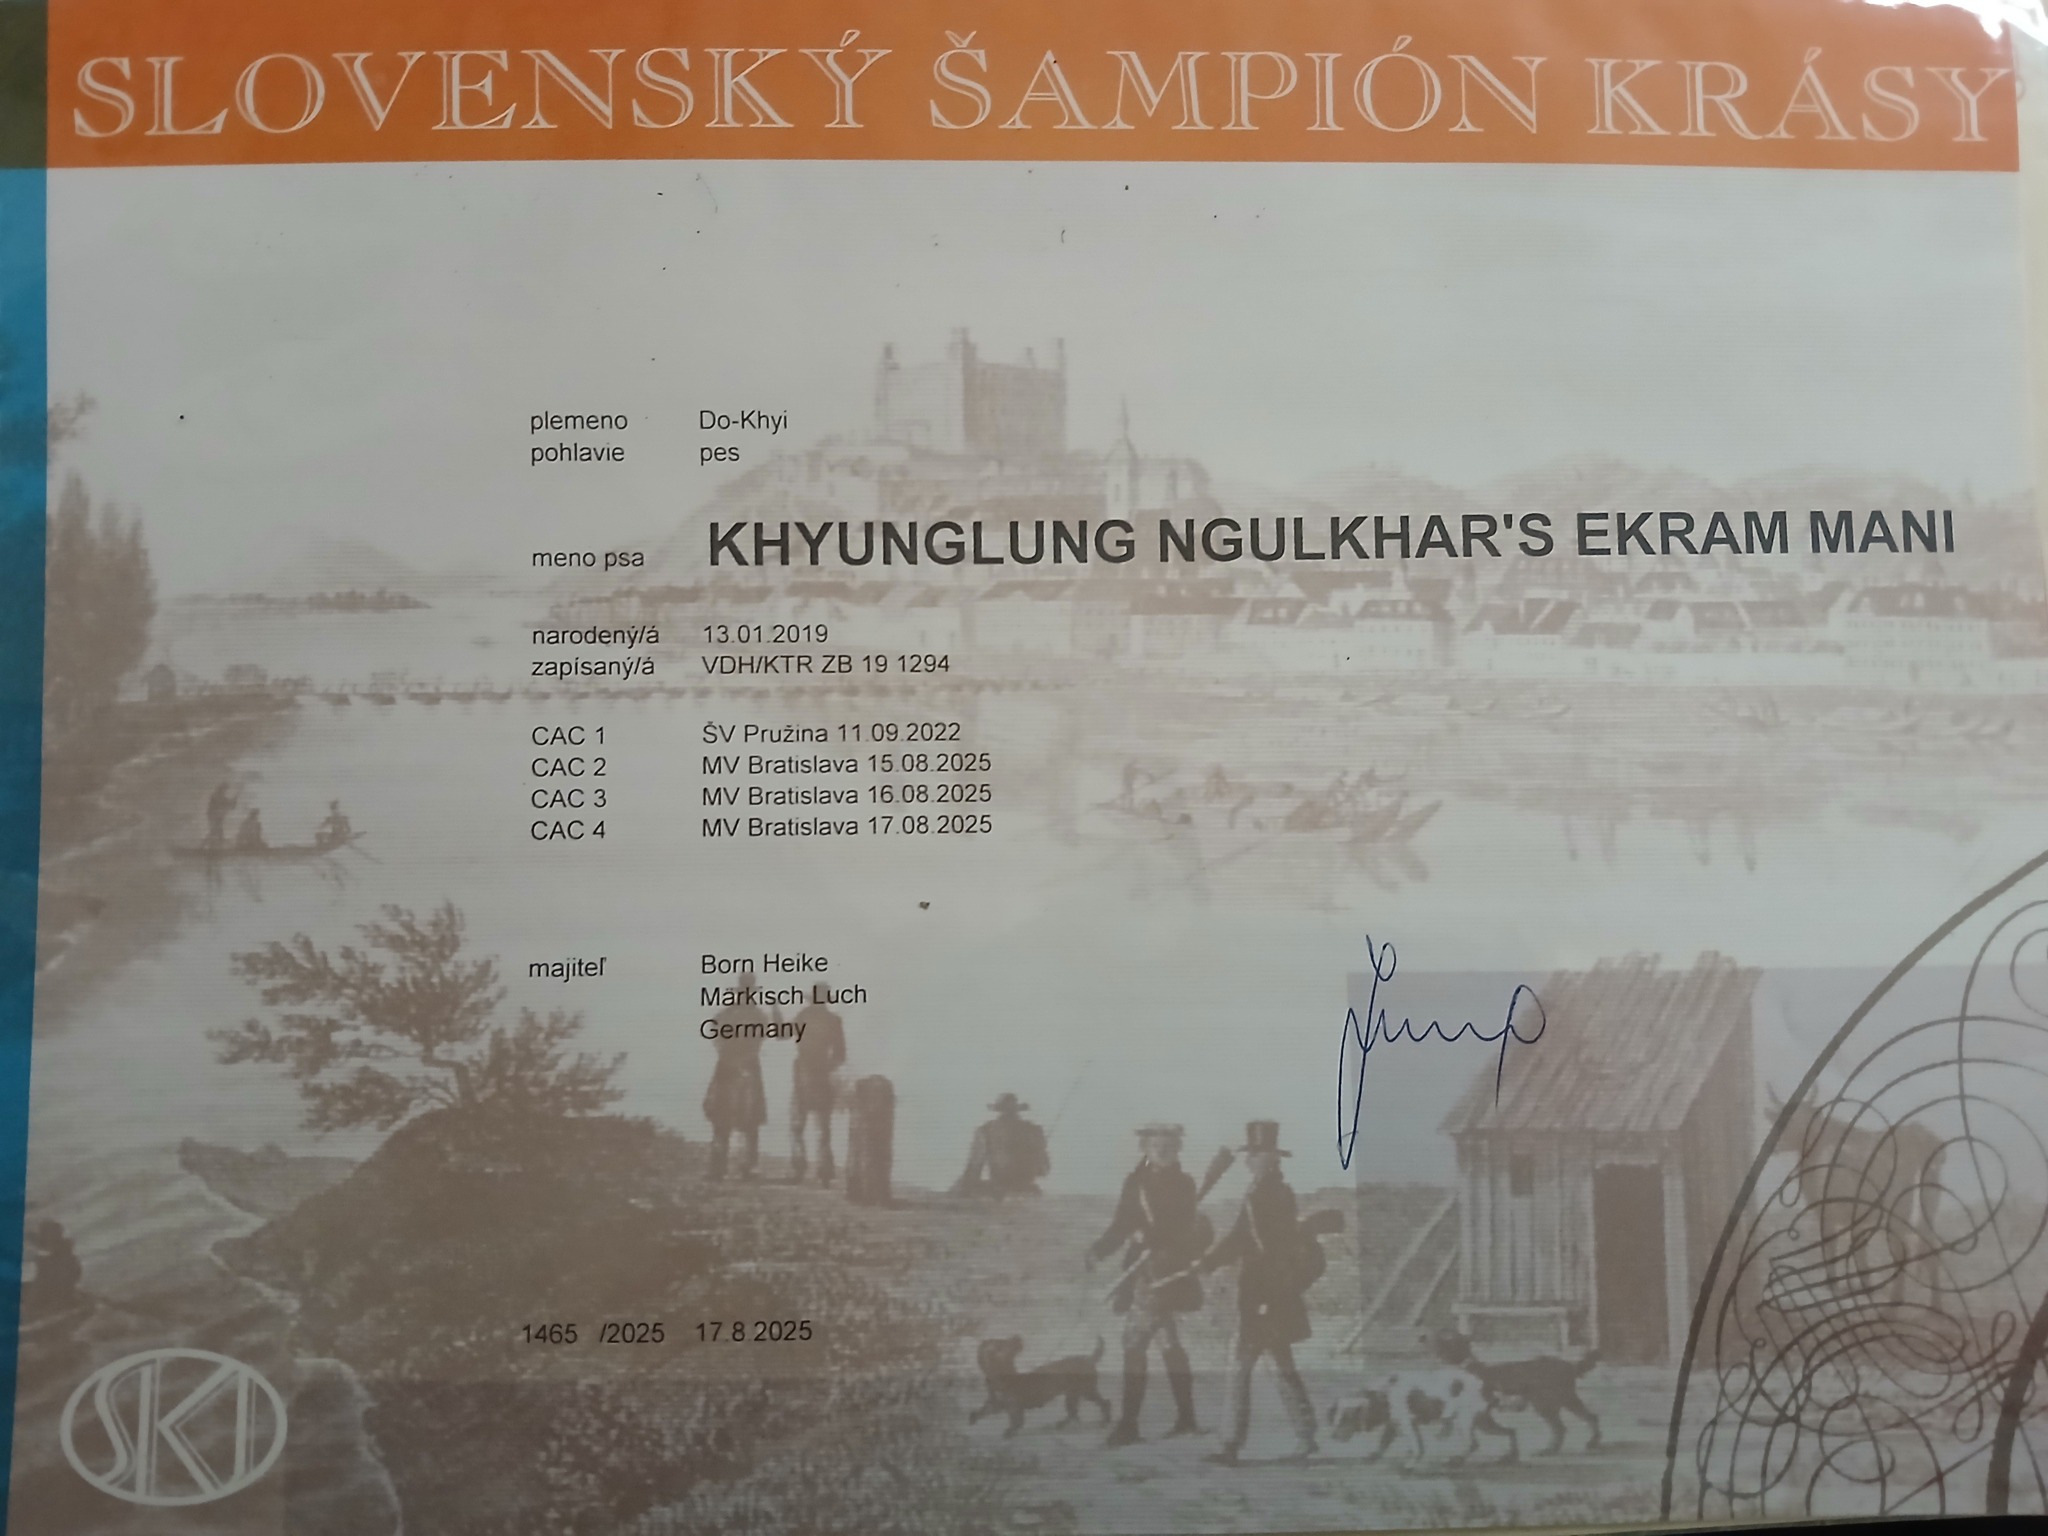 SLOVENSKÝ ŠAMPIÓN KRÁSY
plemeno Do-Khyi
pohlavie pes
meno psa KHYUNGLUNG NGULKHAR'S EKRAM MANI
narodený/á 13.01.2019
zapísaný/á VDH/KTR ZB 19 1294
CAC 1 ŠV Pružina 11.09.2022
CAC 2 MV Bratislava 15.08.2025
CAC 3 MV Bratislava 16.08.2025
CAC 4 MV Bratislava 17.08.2025
majiteľ Born Heike
Märkisch Luch
Germany
1465 /2025 17.8.2025
SKJ